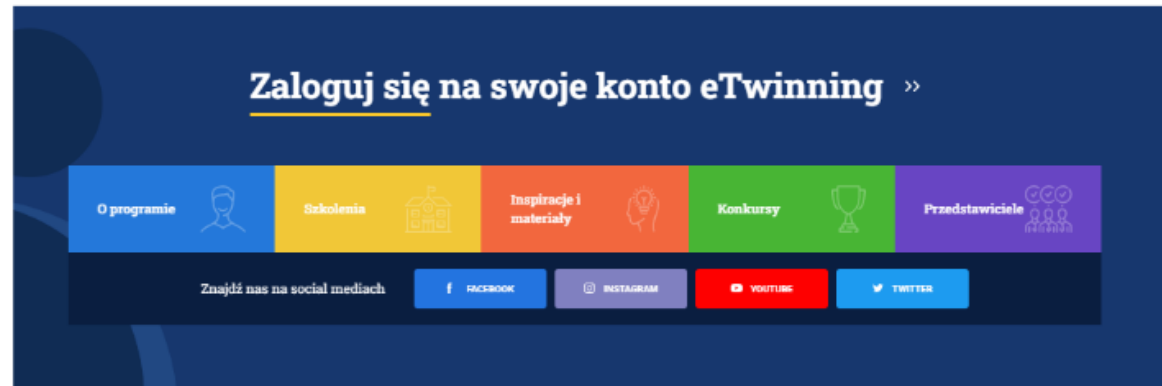 Zaloguj się na swoje konto eTwinning »
O programie
Szkolenia
Inspiracje i
materiały
Konkursy
Przedstawiciele
Znajdź nas na social mediach
FACEBOOK
INSTAGRAM
YOUTUBE
TWITTER